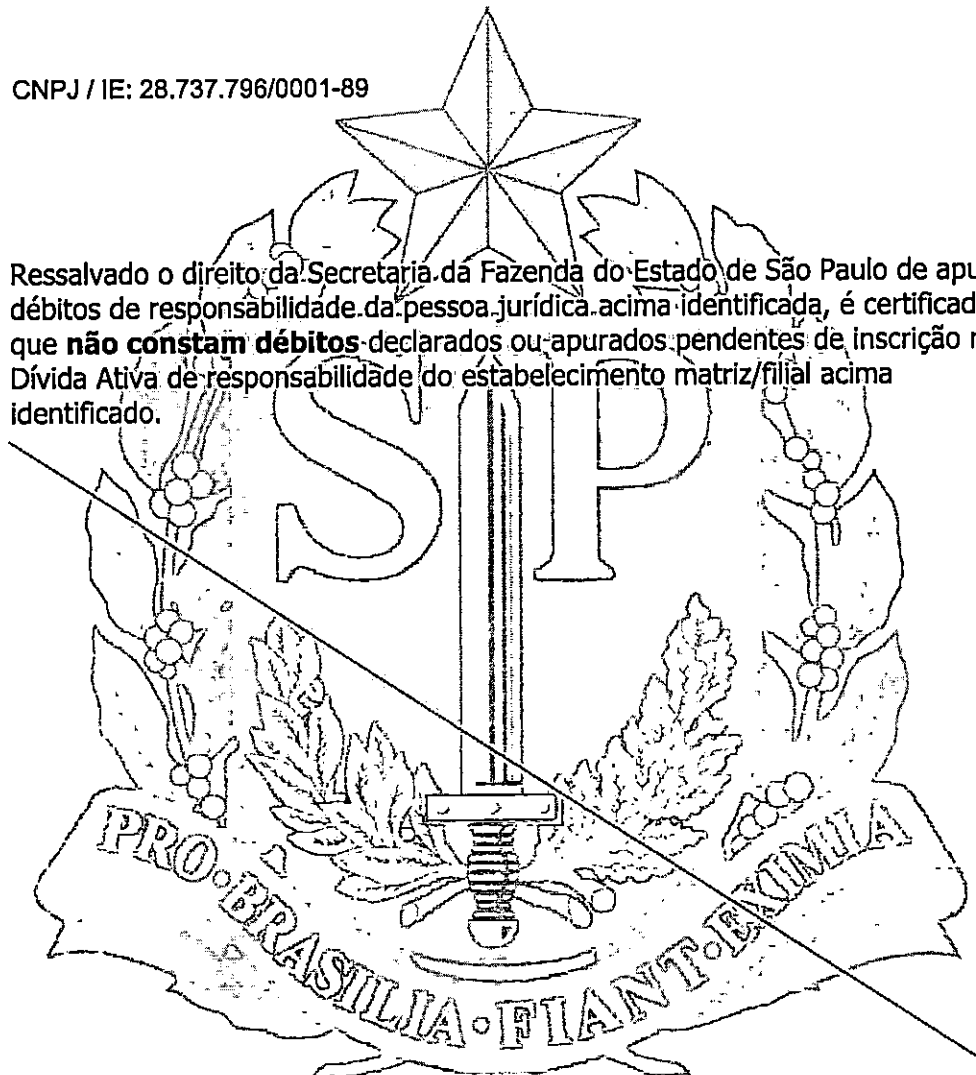 CNPJ / IE: 28.737.796/0001-89
Ressalvado o direito da Secretaria da Fazenda do Estado de São Paulo de apu
débitos de responsabilidade da pessoa jurídica acima identificada, é certificad
que não constam débitos declarados ou apurados pendentes de inscrição n
Dívida Ativa de responsabilidade do estabelecimento matriz/filial acima
identificado.
SP
PRO•BRASILIA•FIANT•EXIMIA